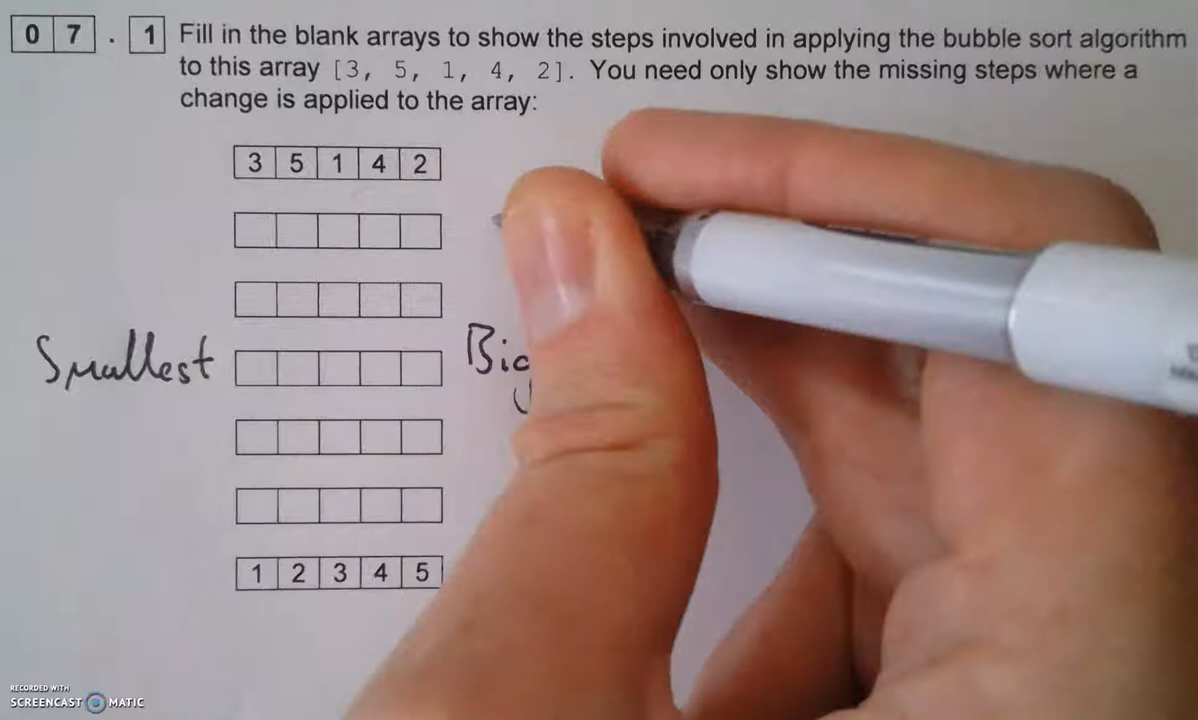 07.1 Fill in the blank arrays to show the steps involved in applying the bubble sort algorithm
to this array [3, 5, 1, 4, 2]. You need only show the missing steps where a
change is applied to the array:
3 5 1 4 2
Smallest Big
1 2 3 4 5
RECORDED WITH
SCREENCAST MATIC